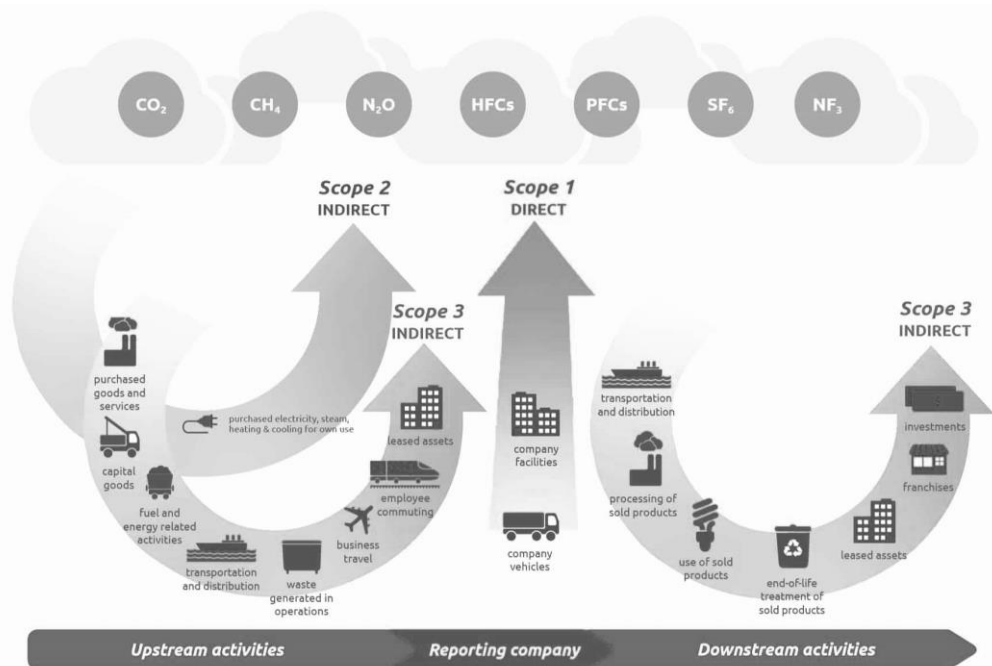 CO₂
CH₄
N₂O
HFCs
PFCs
SF₆
NF₃
Scope 2
INDIRECT
Scope 1
DIRECT
Scope 3
INDIRECT
Scope 3
INDIRECT
purchased
goods and
services
capital
goods
fuel and
energy related
activities
transportation
and distribution
waste
generated in
operations
business
travel
employee
commuting
leased assets
purchased electricity, steam,
heating & cooling for own use
company
facilities
company
vehicles
transportation
and distribution
processing of
sold products
use of sold
products
end-of-life
treatment of
sold products
leased assets
franchises
investments
Upstream activities
Reporting company
Downstream activities